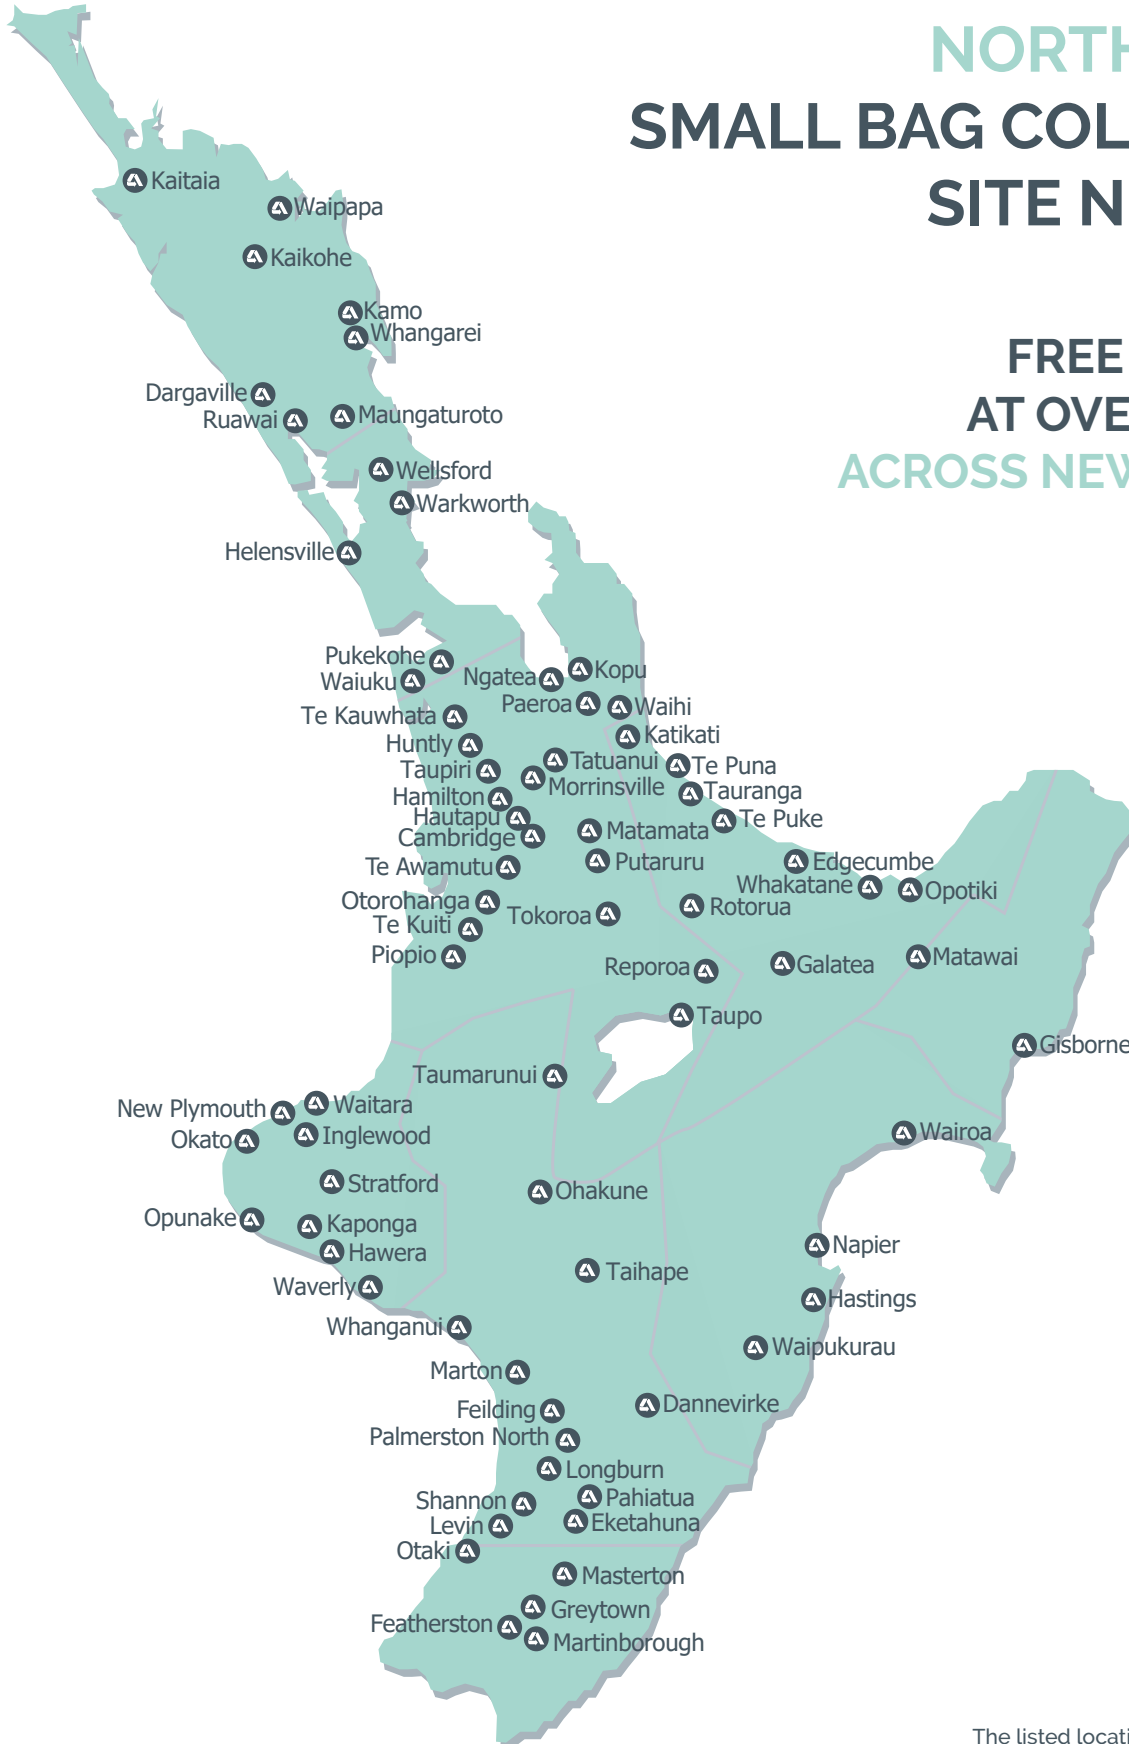 NORTH
SMALL BAG COL
SITE N
FREE
AT OVE
ACROSS NEW
Kaitaia
Waipapa
Kaikohe
Kamo
Whangarei
Dargaville
Ruawai
Maungaturoto
Wellsford
Warkworth
Helensville
Pukekohe
Waiuku
Ngatea
Kopu
Paeroa
Waihi
Te Kauwhata
Katikati
Huntly
Tatuanui
Te Puna
Taupiri
Morrinsville
Tauranga
Hamilton
Hautapu
Te Puke
Cambridge
Matamata
Te Awamutu
Putaruru
Edgecumbe
Whakatane
Opotiki
Otorohanga
Tokoroa
Rotorua
Te Kuiti
Piopio
Reporoa
Galatea
Matawai
Taupo
Gisborne
Taumarunui
New Plymouth
Waitara
Okato
Inglewood
Wairoa
Stratford
Ohakune
Opunake
Kaponga
Hawera
Napier
Taihape
Waverly
Hastings
Whanganui
Waipukurau
Marton
Dannevirke
Feilding
Palmerston North
Longburn
Shannon
Pahiatua
Levin
Eketahuna
Otaki
Masterton
Greytown
Featherston
Martinborough
The listed locati